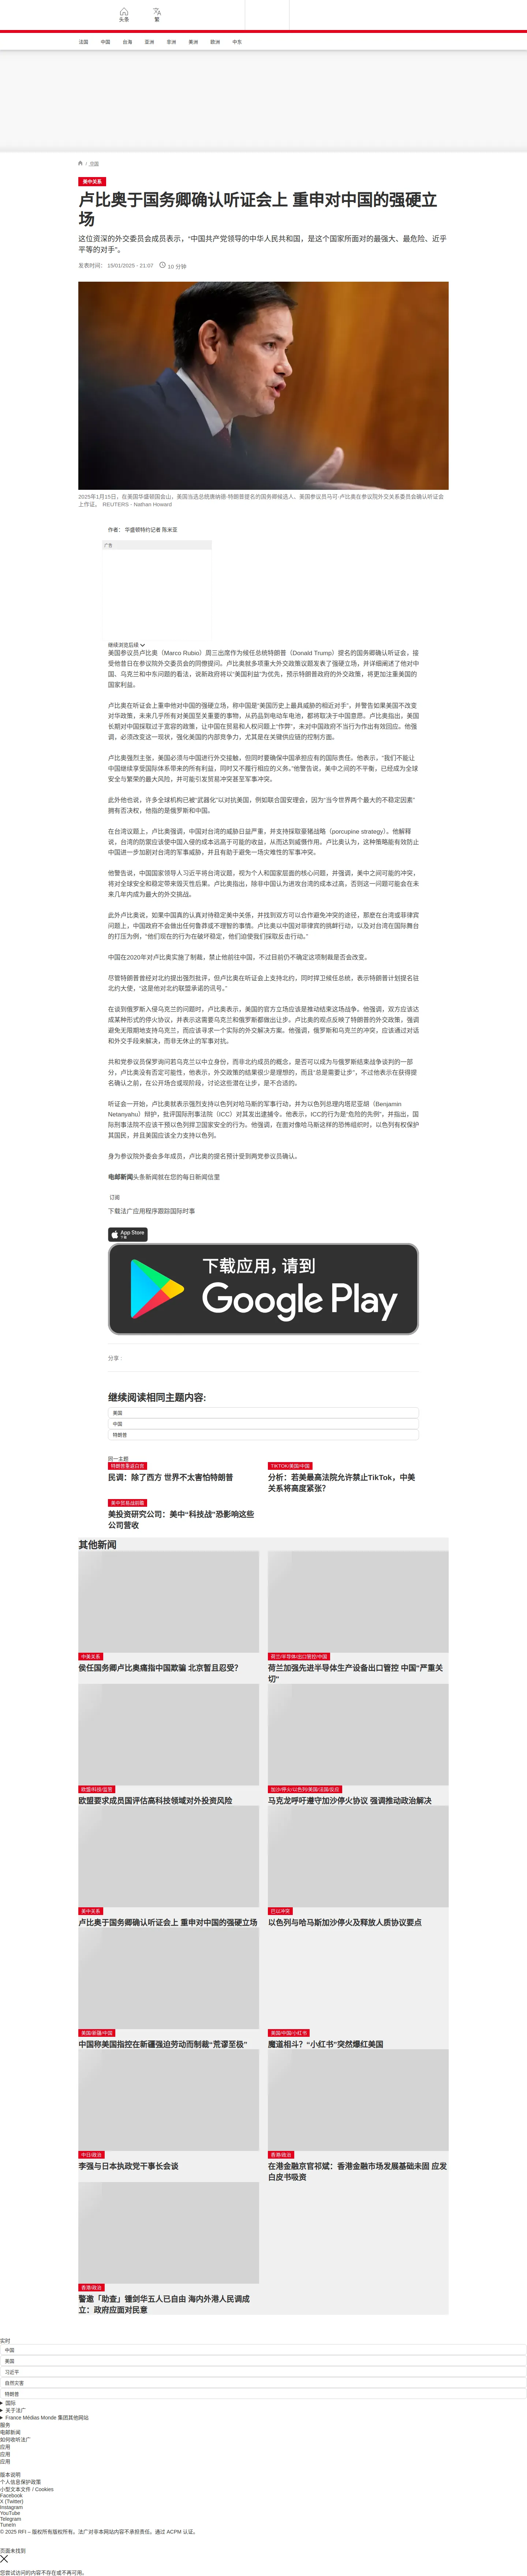 头条
繁
法国
中国
台海
亚洲
非洲
美洲
欧洲
中东
/ 中国
美中关系
卢比奥于国务卿确认听证会上 重申对中国的强硬立
场
这位资深的外交委员会成员表示，“中国共产党领导的中华人民共和国，是这个国家所面对的最强大、最危险、近乎
平等的对手”。
发表时间： 15/01/2025 - 21:07
10 分钟
2025年1月15日，在美国华盛顿国会山，美国当选总统唐纳德·特朗普提名的国务卿候选人、美国参议员马可·卢比奥在参议院外交关系委员会确认听证会
上作证。 REUTERS - Nathan Howard
作者： 华盛顿特约记者 陈米亚
广告
继续浏览后续
美国参议员卢比奥（Marco Rubio）周三出席作为候任总统特朗普（Donald Trump）提名的国务卿确认听证会，接
受他昔日在参议院外交委员会的同僚提问。卢比奥就多项重大外交政策议题发表了强硬立场，并详细阐述了他对中
国、乌克兰和中东问题的看法，说新政府将以“美国利益”为优先，预示特朗普政府的外交政策，将更加注重美国的
国家利益。
卢比奥在听证会上重申他对中国的强硬立场，称中国是“美国历史上最具威胁的相近对手”，并警告如果美国不改变
对华政策，未来几乎所有对美国至关重要的事物，从药品到电动车电池，都将取决于中国意愿。卢比奥指出，美国
长期对中国采取过于宽容的政策，让中国在贸易和人权问题上“作弊”，未对中国政府不当行为作出有效回应。他强
调，必须改变这一现状，强化美国的内部竞争力，尤其是在关键供应链的控制方面。
卢比奥强烈主张，美国必须与中国进行外交接触，但同时要确保中国承担应有的国际责任。他表示，“我们不能让
中国继续享受国际体系带来的所有利益，同时又不履行相应的义务。”他警告说，美中之间的不平衡，已经成为全球
安全与繁荣的最大风险，并可能引发贸易冲突甚至军事冲突。
此外他也说，许多全球机构已被“武器化”以对抗美国，例如联合国安理会，因为“当今世界两个最大的不稳定因素”
拥有否决权，他指的是俄罗斯和中国。
在台湾议题上，卢比奥强调，中国对台湾的威胁日益严重，并支持采取豪猪战略（porcupine strategy）。他解释
说，台湾的防禦应该使中国入侵的成本远高于可能的收益，从而达到威慑作用。卢比奥认为，这种策略能有效防止
中国进一步加剧对台湾的军事威胁，并且有助于避免一场灾难性的军事冲突。
他警告说，中国国家领导人习近平将台湾议题，视为个人和国家层面的核心问题，并强调，美中之间可能的冲突，
将对全球安全和稳定带来毁灭性后果。卢比奥指出，除非中国认为进攻台湾的成本过高，否则这一问题可能会在未
来几年内成为最大的外交挑战。
此外卢比奥说，如果中国真的认真对待稳定美中关系，并找到双方可以合作避免冲突的途径，那麽在台湾或菲律宾
问题上，中国政府不会做出任何鲁莽或不理智的事情。卢比奥以中国对菲律宾的挑衅行动，以及对台湾在国际舞台
的打压为例，“他们现在的行为在破坏稳定，他们迫使我们採取反击行动。”
中国在2020年对卢比奥实施了制裁，禁止他前往中国，不过目前仍不确定这项制裁是否会改变。
尽管特朗普曾经对北约提出强烈批评，但卢比奥在听证会上支持北约，同时捍卫候任总统，表示特朗普计划提名驻
北约大使，“这是他对北约联盟承诺的讯号。”
在谈到俄罗斯入侵乌克兰的问题时，卢比奥表示，美国的官方立场应该是推动结束这场战争。他强调，双方应该达
成某种形式的停火协议，并表示这需要乌克兰和俄罗斯都做出让步。卢比奥的观点反映了特朗普的外交政策，强调
避免无限期地支持乌克兰，而应该寻求一个实际的外交解决方案。他强调，俄罗斯和乌克兰的冲突，应该通过对话
和外交手段来解决，而非无休止的军事对抗。
共和党参议员保罗询问若乌克兰以中立身份，而非北约成员的概念，是否可以成为与俄罗斯结束战争谈判的一部
分，卢比奥没有否定可能性，他表示，外交政策的结果很少是理想的，而且“总是需要让步”，不过他表示在获得提
名确认之前，在公开场合或现阶段，讨论这些潜在让步，是不合适的。
听证会一开始，卢比奥就表示强烈支持以色列对哈马斯的军事行动，并为以色列总理内塔尼亚胡（Benjamin
Netanyahu）辩护，批评国际刑事法院（ICC）对其发出逮捕令。他表示，ICC的行为是“危险的先例”，并指出，国
际刑事法院不应该干预以色列捍卫国家安全的行为。他强调，在面对像哈马斯这样的恐怖组织时，以色列有权保护
其国民，并且美国应该全力支持以色列。
身为参议院外委会多年成员，卢比奥的提名预计受到两党参议员确认。
电邮新闻头条新闻就在您的每日新闻信里
订阅
下载法广应用程序跟踪国际时事
App Store
下载
下载应用，请到
Google Play
分享 :
继续阅读相同主题内容:
美国
中国
特朗普
同一主题
特朗普重返白宫
民调：除了西方 世界不太害怕特朗普
TIKTOK/美国/中国
分析：若美最高法院允许禁止TikTok，中美
关系将高度紧张？
美中贸易战前瞻
美投资研究公司：美中“科技战”恐影响这些
公司营收
其他新闻
中美关系
侯任国务卿卢比奥痛指中国欺骗 北京暂且忍受？
荷兰/半导体/出口管控/中国
荷兰加强先进半导体生产设备出口管控 中国“严重关
切”
欧盟/科技/监管
欧盟要求成员国评估高科技领域对外投资风险
加沙停火/以色列/美国/法国/反应
马克龙呼吁遵守加沙停火协议 强调推动政治解决
美中关系
卢比奥于国务卿确认听证会上 重申对中国的强硬立场
巴以冲突
以色列与哈马斯加沙停火及释放人质协议要点
美国/新疆/中国
中国称美国指控在新疆强迫劳动而制裁“荒谬至极”
美国/中国/小红书
魔道相斗？“小红书”突然爆红美国
中日/政治
李强与日本执政党干事长会谈
香港/政治
在港金融京官祁斌：香港金融市场发展基础未固 应发
白皮书吸资
香港/政治
警邀「助查」锺剑华五人已自由 海内外港人民调成
立：政府应面对民意
实时
中国
美国
习近平
自然灾害
特朗普
国际
关于法广
France Médias Monde 集团其他网站
服务
电邮新闻
如何收听法广
应用
应用
应用
版本说明
个人信息保护政策
小型文本文件 / Cookies
Facebook
X (Twitter)
Instagram
YouTube
Telegram
TuneIn
© 2025 RFI – 版权所有版权所有。法广对非本网站内容不承担责任。通过 ACPM 认证。
页面未找到
您尝试访问的内容不存在或不再可用。